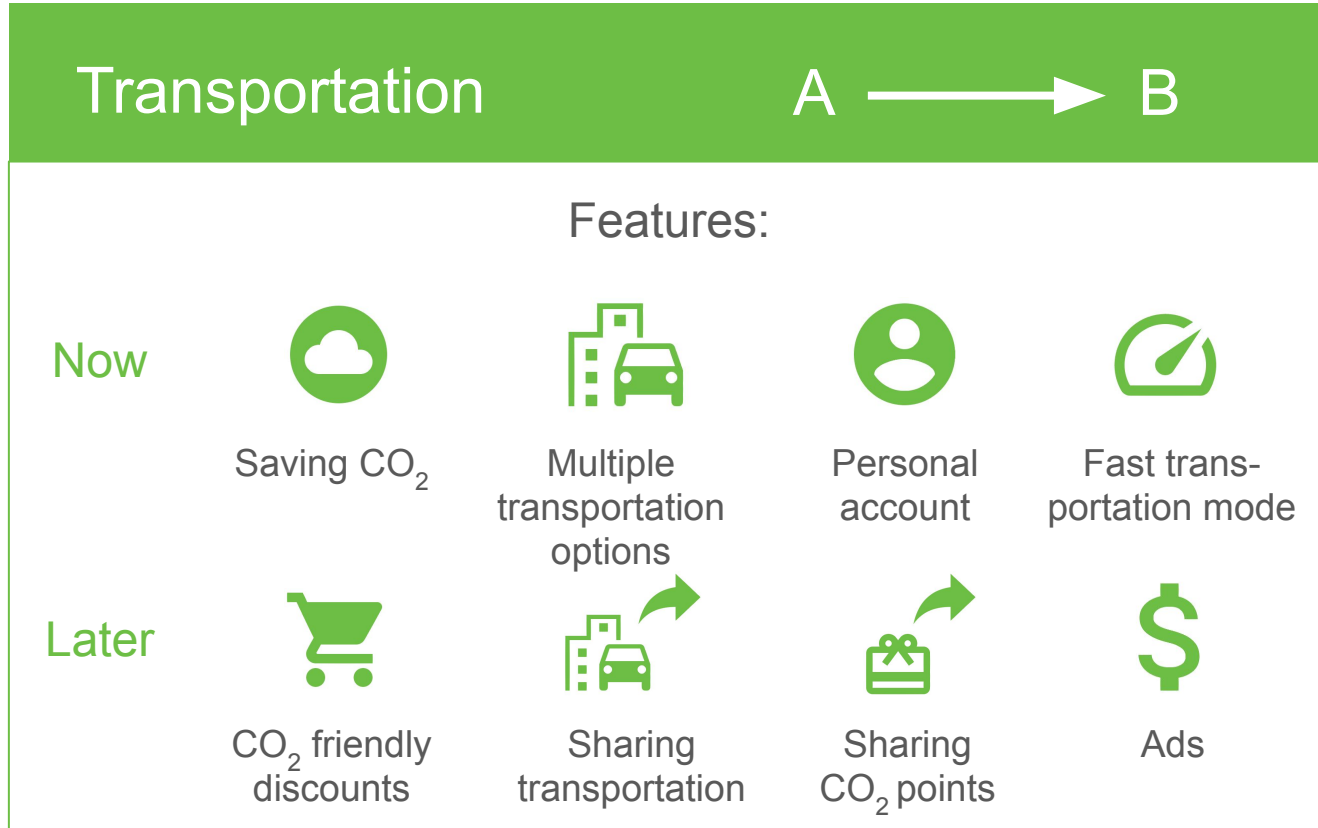 Transportation A B
Features:
Now
Saving CO₂
Multiple
transportation
options
Personal
account
Fast trans-
portation mode
Later
CO₂ friendly
discounts
Sharing
transportation
Sharing
CO₂ points
Ads
$